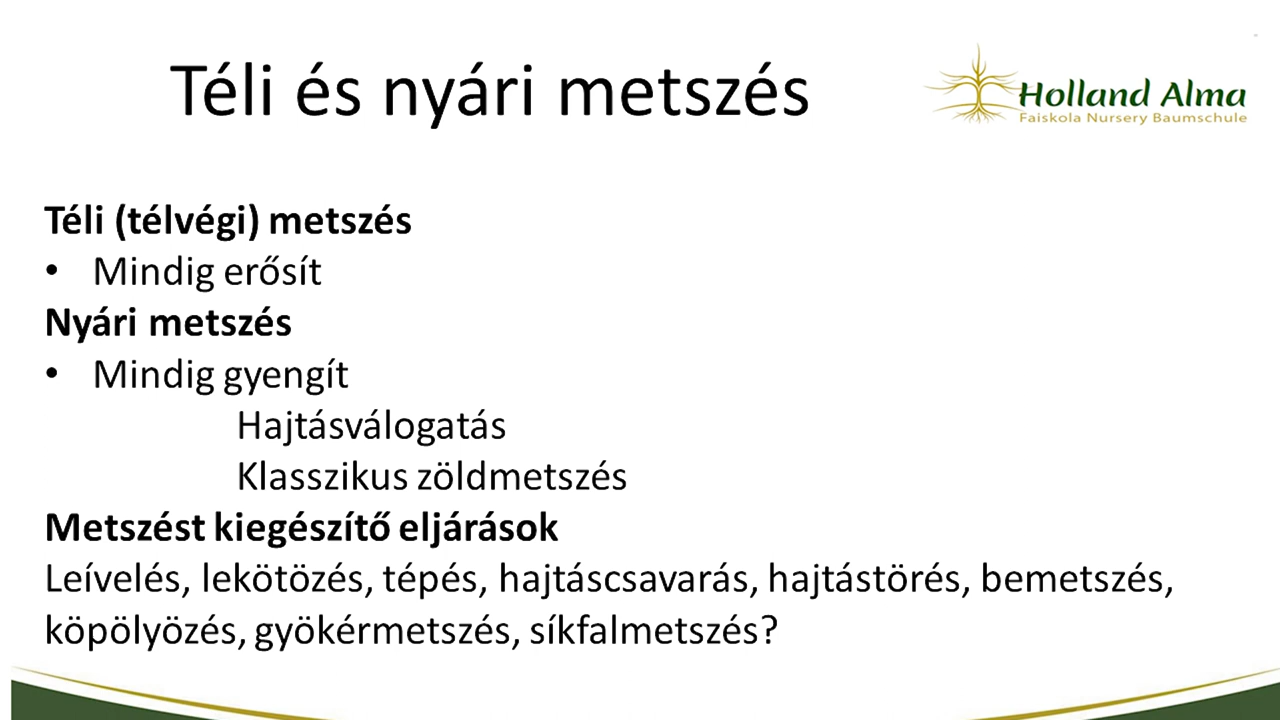 Téli és nyári metszés
Holland Alma
Faiskola Nursery Baumschule
Téli (télvégi) metszés
• Mindig erősít
Nyári metszés
• Mindig gyengít
Hajtásválogatás
Klasszikus zöldmetszés
Metszést kiegészítő eljárások
Leívelés, lekötözés, tépés, hajtáscsavarás, hajtástörés, bemetszés,
köpölyözés, gyökérmetszés, síkfalmetszés?